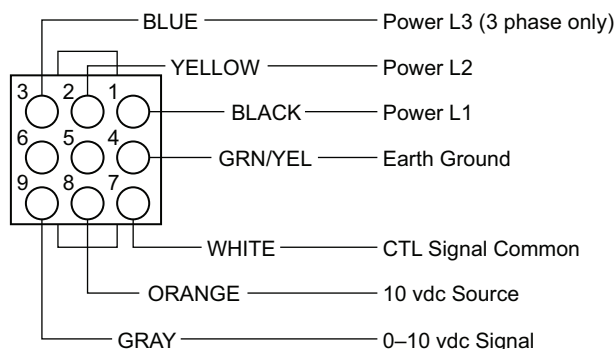 BLUE Power L3 (3 phase only)
YELLOW Power L2
3 2 1
BLACK Power L1
6 5 4
GRN/YEL Earth Ground
9 8 7
WHITE CTL Signal Common
ORANGE 10 vdc Source
GRAY 0–10 vdc Signal